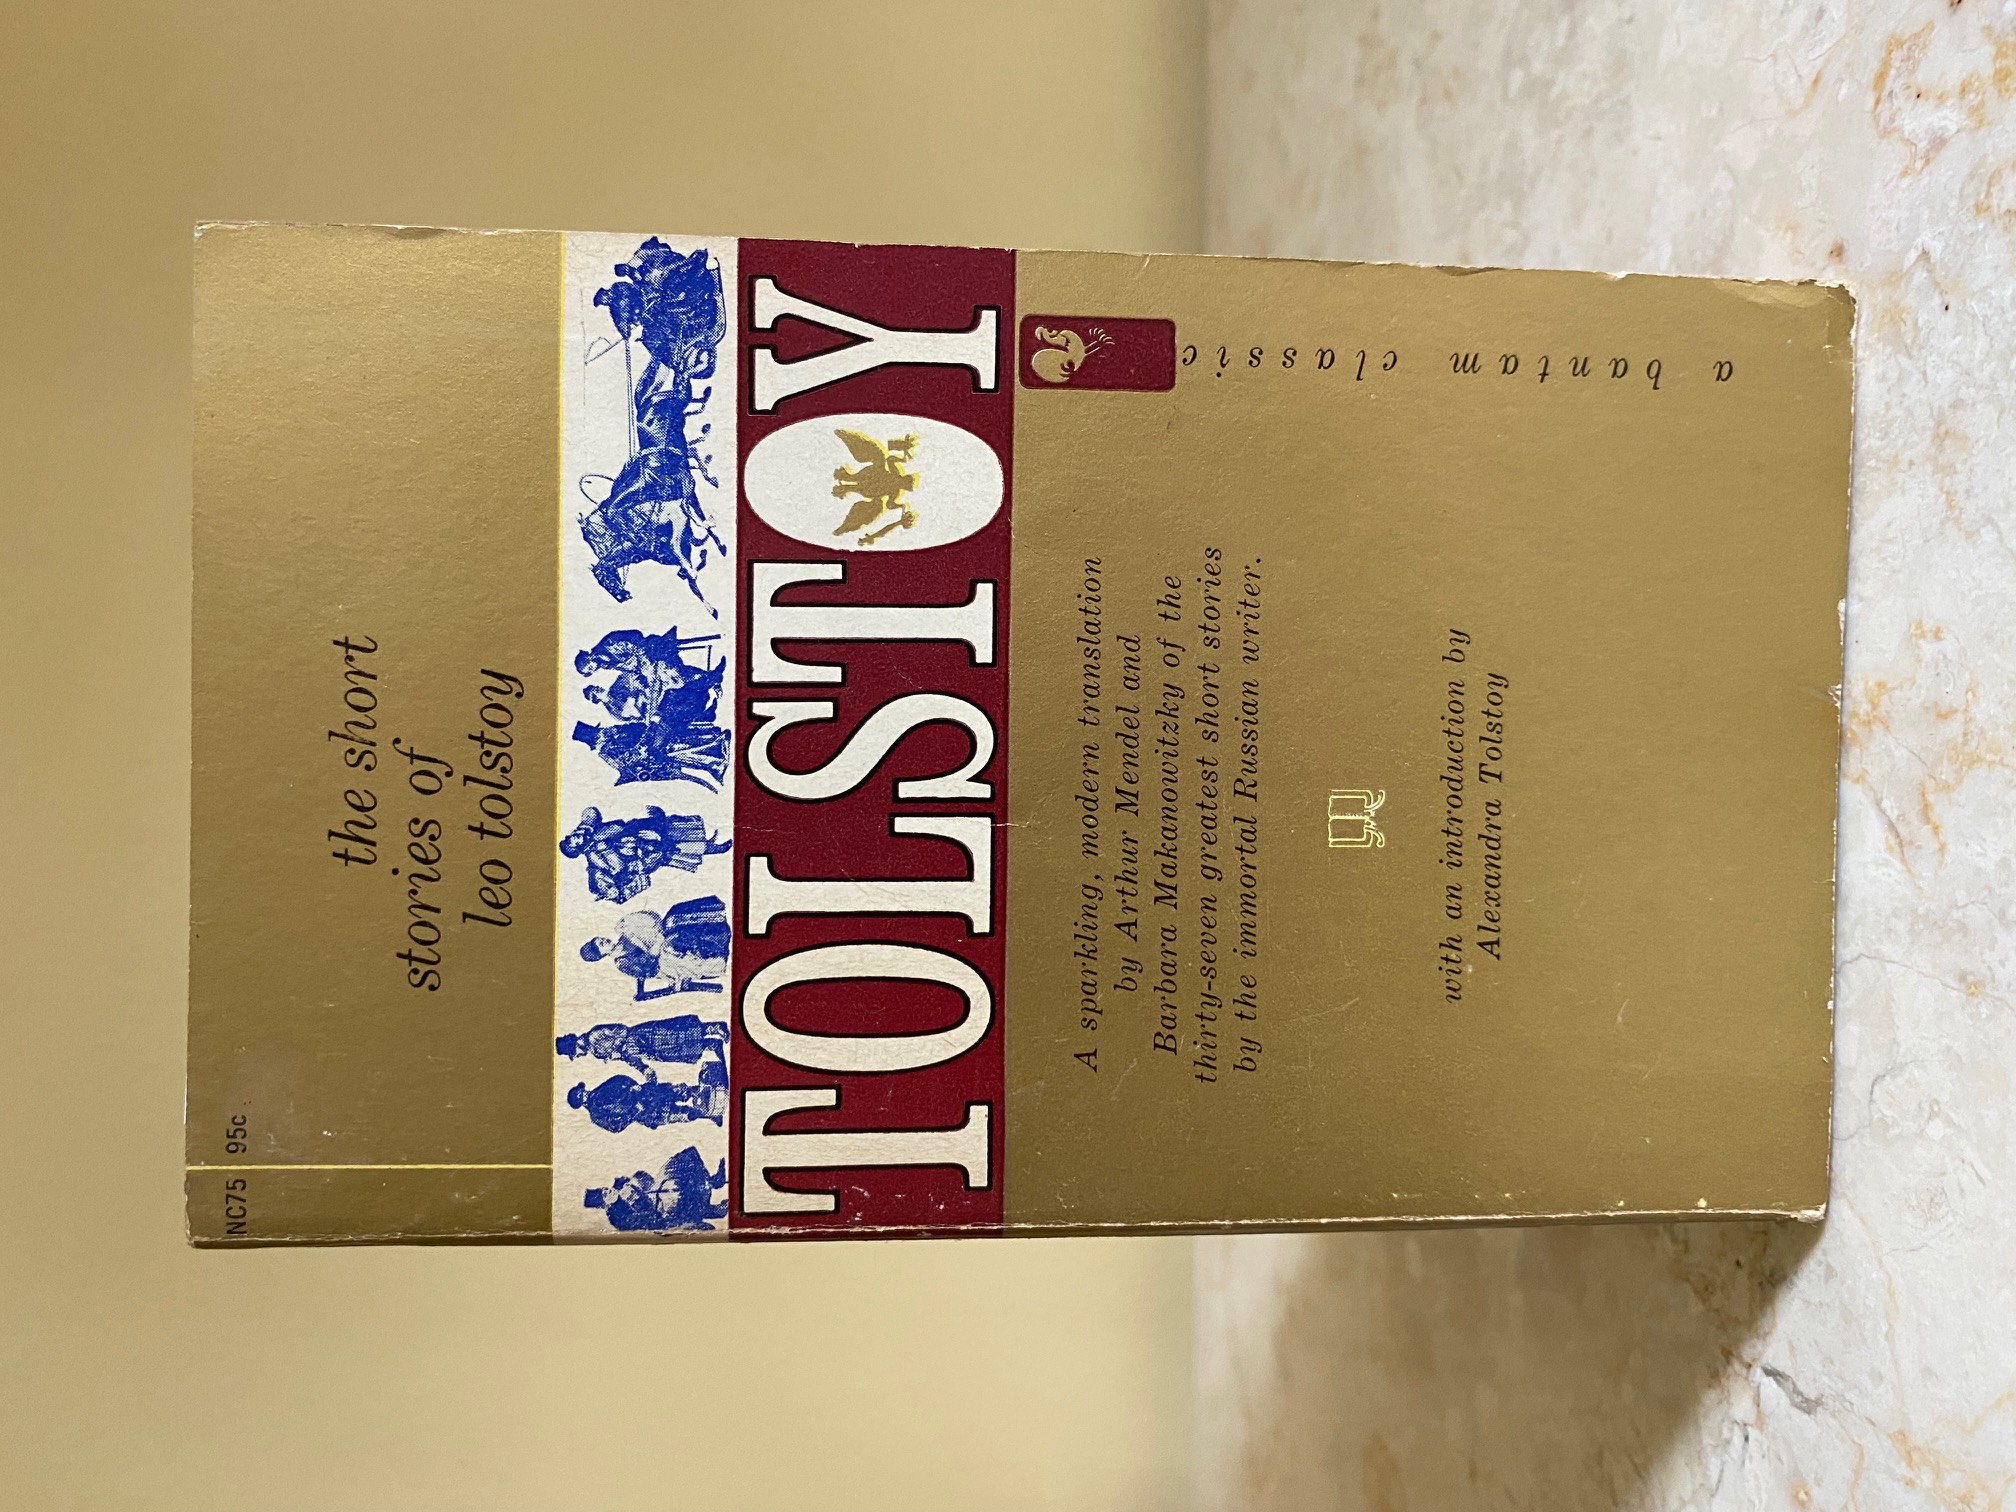 NC75 95c
the short
stories of
leo tolstoy
TOLSTOY
a bantam classic
A sparkling, modern translation
by Arthur Mendel and
Barbara Makanowitzky of the
thirty-seven greatest short stories
by the immortal Russian writer.
with an introduction by
Alexandra Tolstoy